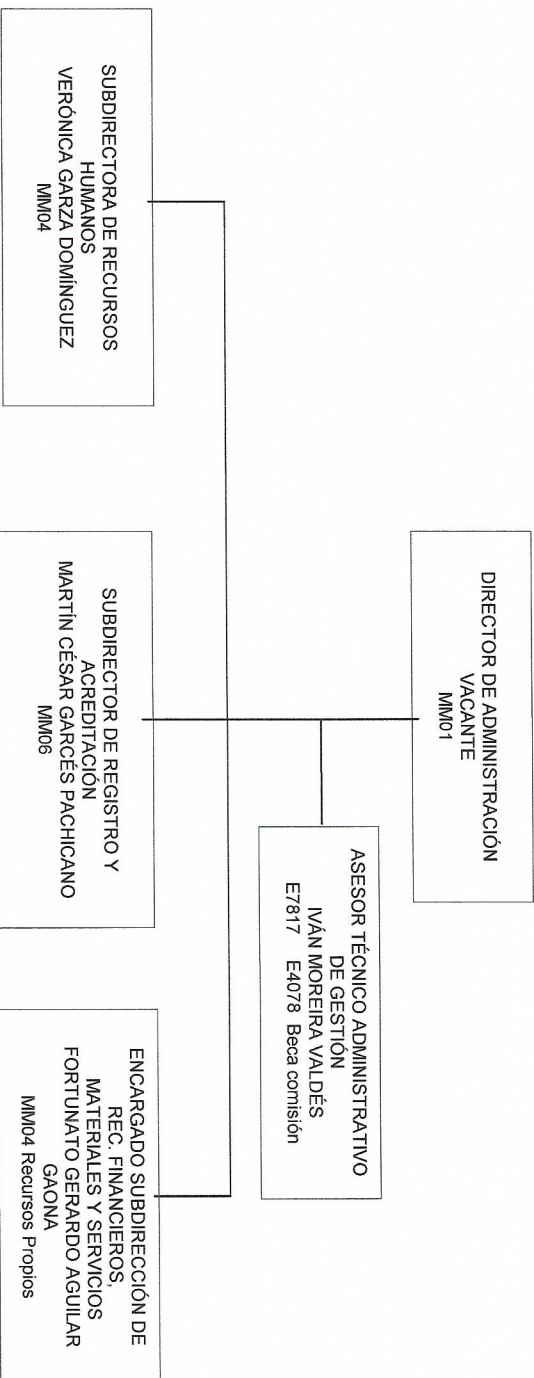 DIRECTOR DE ADMINISTRACIÓN
VACANTE
MM01
ASESOR TÉCNICO ADMINISTRATIVO
DE GESTIÓN
IVÁN MOREIRA VALDÉS
E7817 E4078 Beca comisión
SUBDIRECTORA DE RECURSOS
HUMANOS
VERÓNICA GARZA DOMÍNGUEZ
MM04
SUBDIRECTOR DE REGISTRO Y
ACREDITACIÓN
MARTÍN CÉSAR GARCÉS PACHICANO
MM06
ENCARGADO SUBDIRECCIÓN DE
REC. FINANCIEROS,
MATERIALES Y SERVICIOS
FORTUNATO GERARDO AGUILAR
GAONA
MM04 Recursos Propios